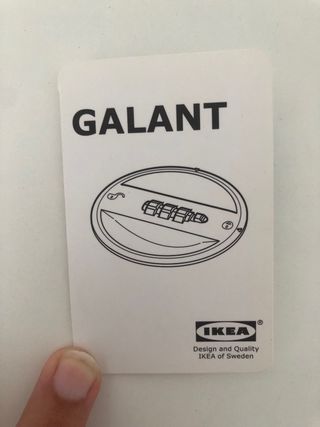 GALANT
IKEA®
Design and Quality
IKEA of Sweden